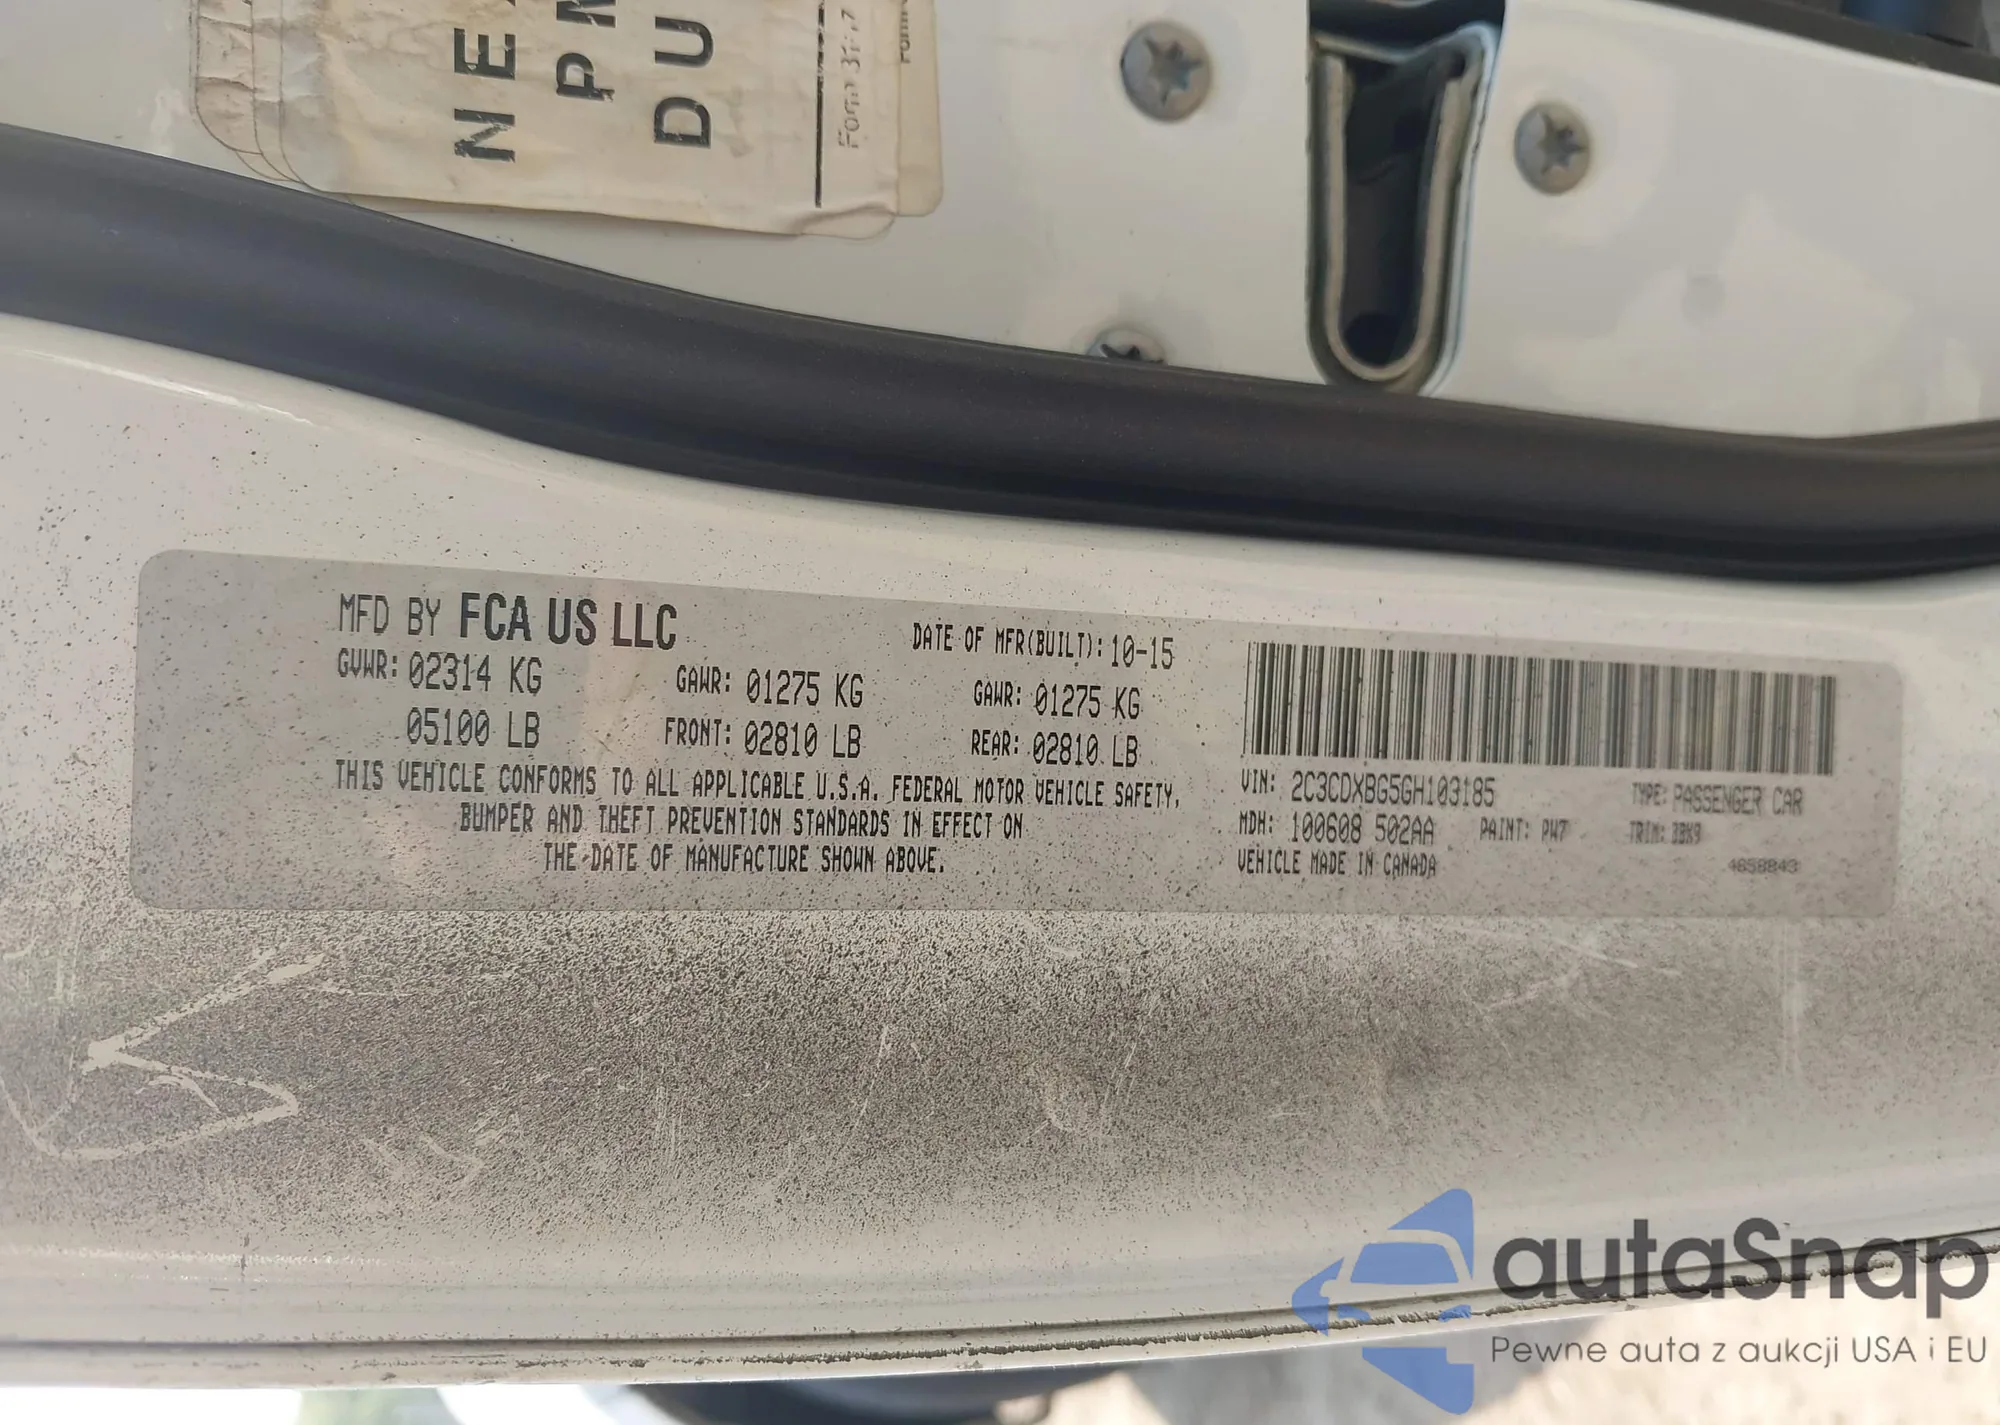 DU
MFD BY FCA US LLC
DATE OF MFR(BUILT): 10-15
GVWR: 02314 KG
GAWR: 01275 KG
GAWR: 01275 KG
05100 LB
FRONT: 02810 LB
REAR: 02810 LB
THIS VEHICLE CONFORMS TO ALL APPLICABLE U.S.A. FEDERAL MOTOR VEHICLE SAFETY,
BUMPER AND THEFT PREVENTION STANDARDS IN EFFECT ON
THE DATE OF MANUFACTURE SHOWN ABOVE.
VIN: 2C3CDXBG5GH103185
TYPE: PASSENGER CAR
MDH: 100608 502AA
PAINT: PW7
TRIM:
VEHICLE MADE IN CANADA
4658843
autaSnap
Pewne auta z aukcji USA i EU